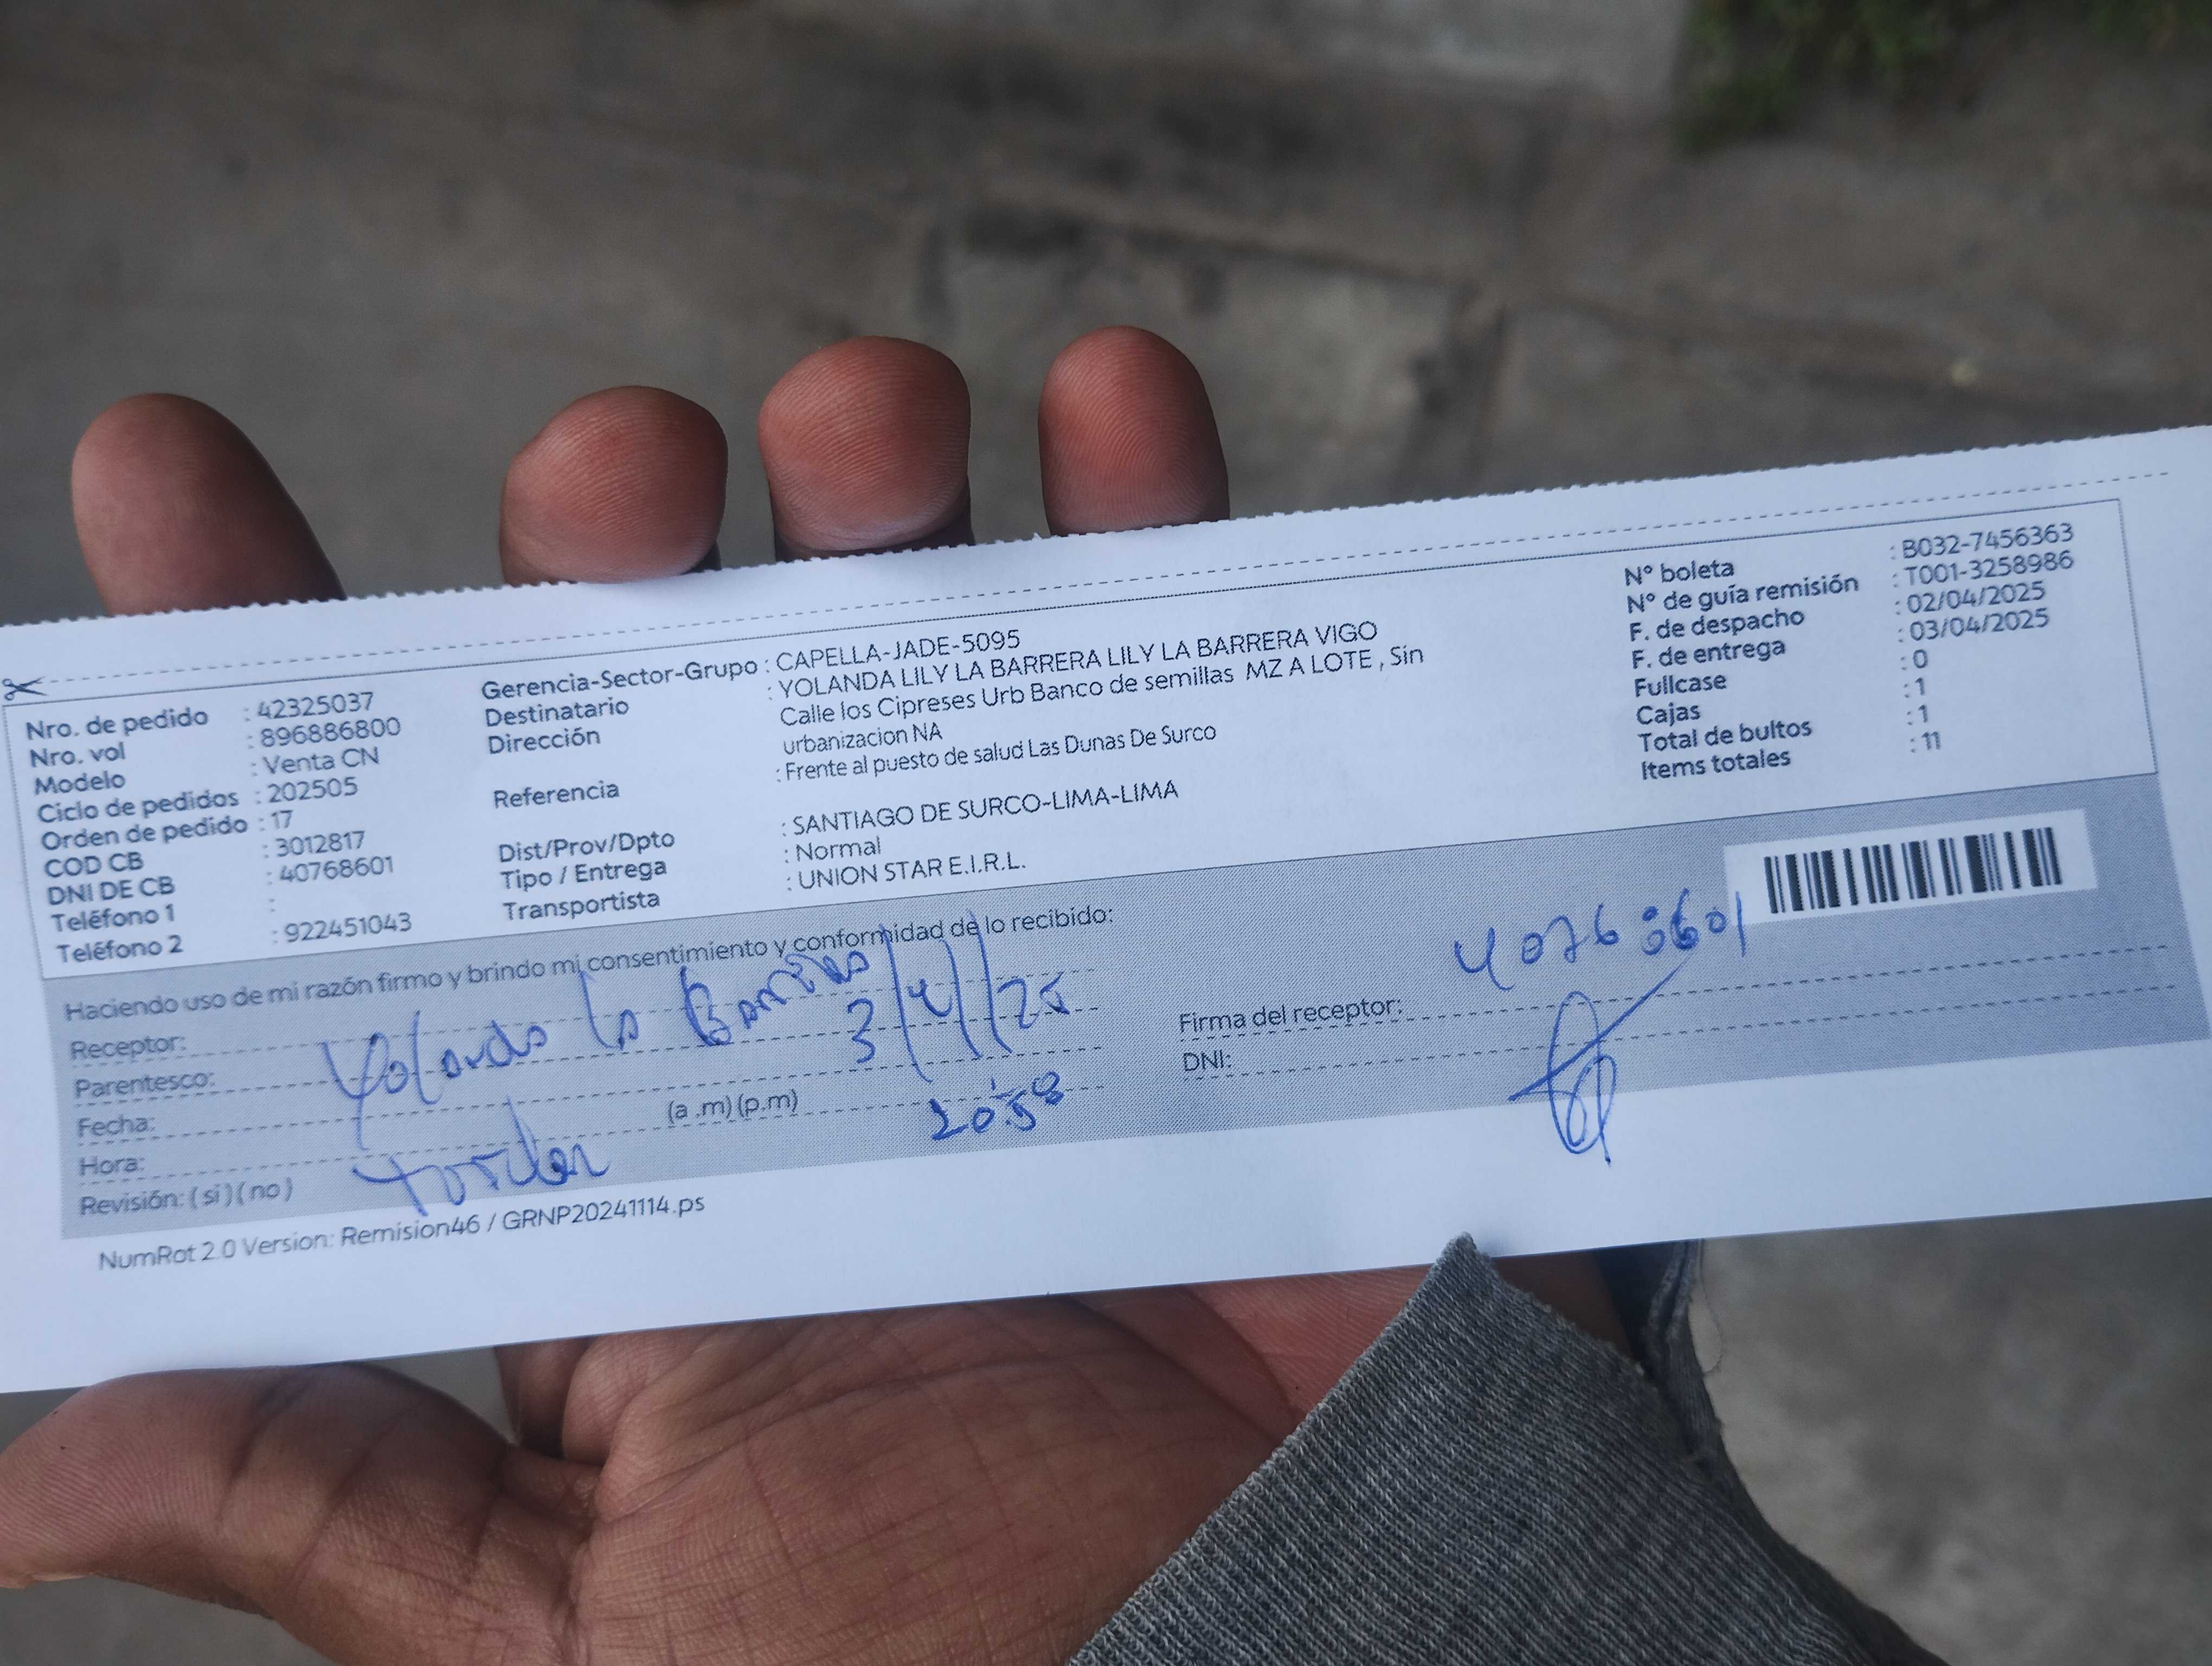 Nro. de pedido : 42325037
Nro. vol : 896886800
Modelo : Venta CN
Ciclo de pedidos : 202505
Orden de pedido : 17
COD CB : 3012817
DNI DE CB : 40768601
Teléfono 1 :
Teléfono 2 : 922451043
Gerencia-Sector-Grupo : CAPELLA-JADE-5095
Destinatario : YOLANDA LILY LA BARRERA LILY LA BARRERA VIGO
Dirección Calle los Cipreses Urb Banco de semillas MZ A LOTE , Sin
urbanizacion NA
Referencia : Frente al puesto de salud Las Dunas De Surco
Dist/Prov/Dpto : SANTIAGO DE SURCO-LIMA-LIMA
Tipo / Entrega : Normal
Transportista : UNION STAR E.I.R.L.
N° boleta : B032-7456363
N° de guía remisión : T001-3258986
F. de despacho : 02/04/2025
F. de entrega : 03/04/2025
Fullcase : 0
Cajas : 1
Total de bultos : 1
Items totales : 11
Haciendo uso de mi razón firmo y brindo mi consentimiento y conformidad de lo recibido:
Receptor: Yolanda la Barrera
Parentesco:
Fecha: 3/4/25
Hora: (a .m) (p.m)
Revisión: ( si ) ( no )
Firma del receptor: 40768601
DNI:
NumRot 2.0 Version: Remision46 / GRNP20241114.ps